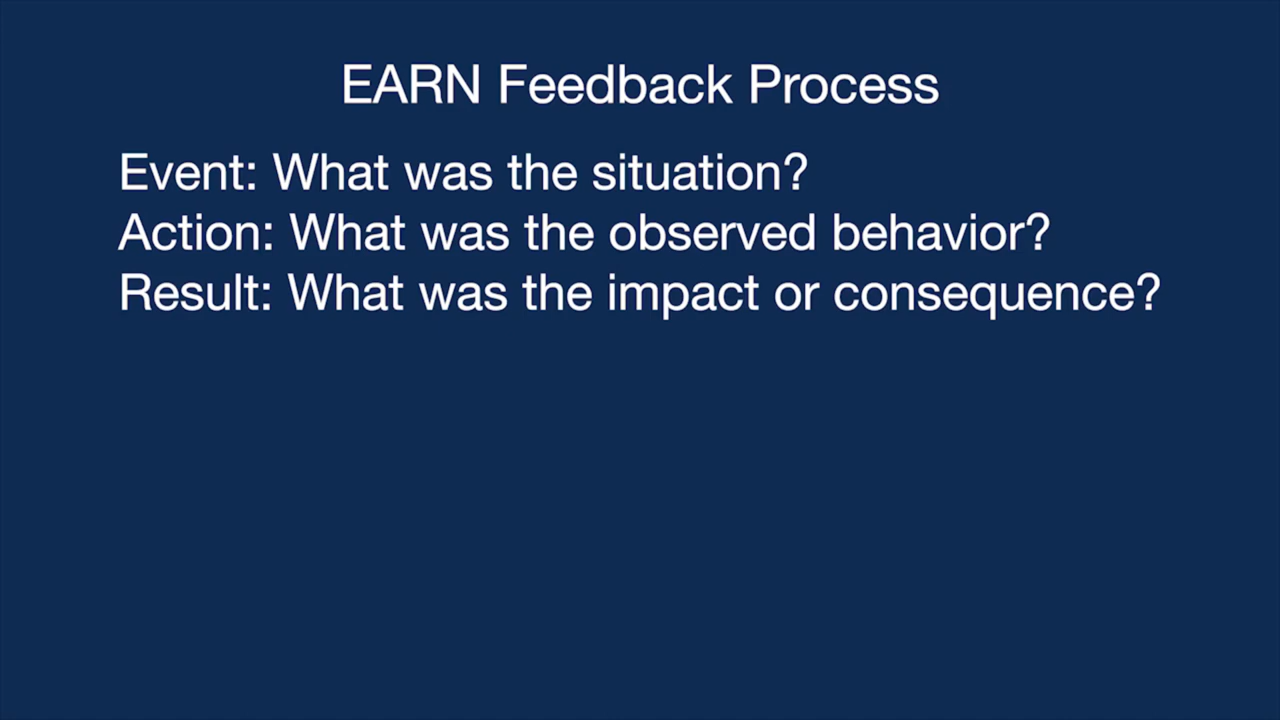 EARN Feedback Process
Event: What was the situation?
Action: What was the observed behavior?
Result: What was the impact or consequence?